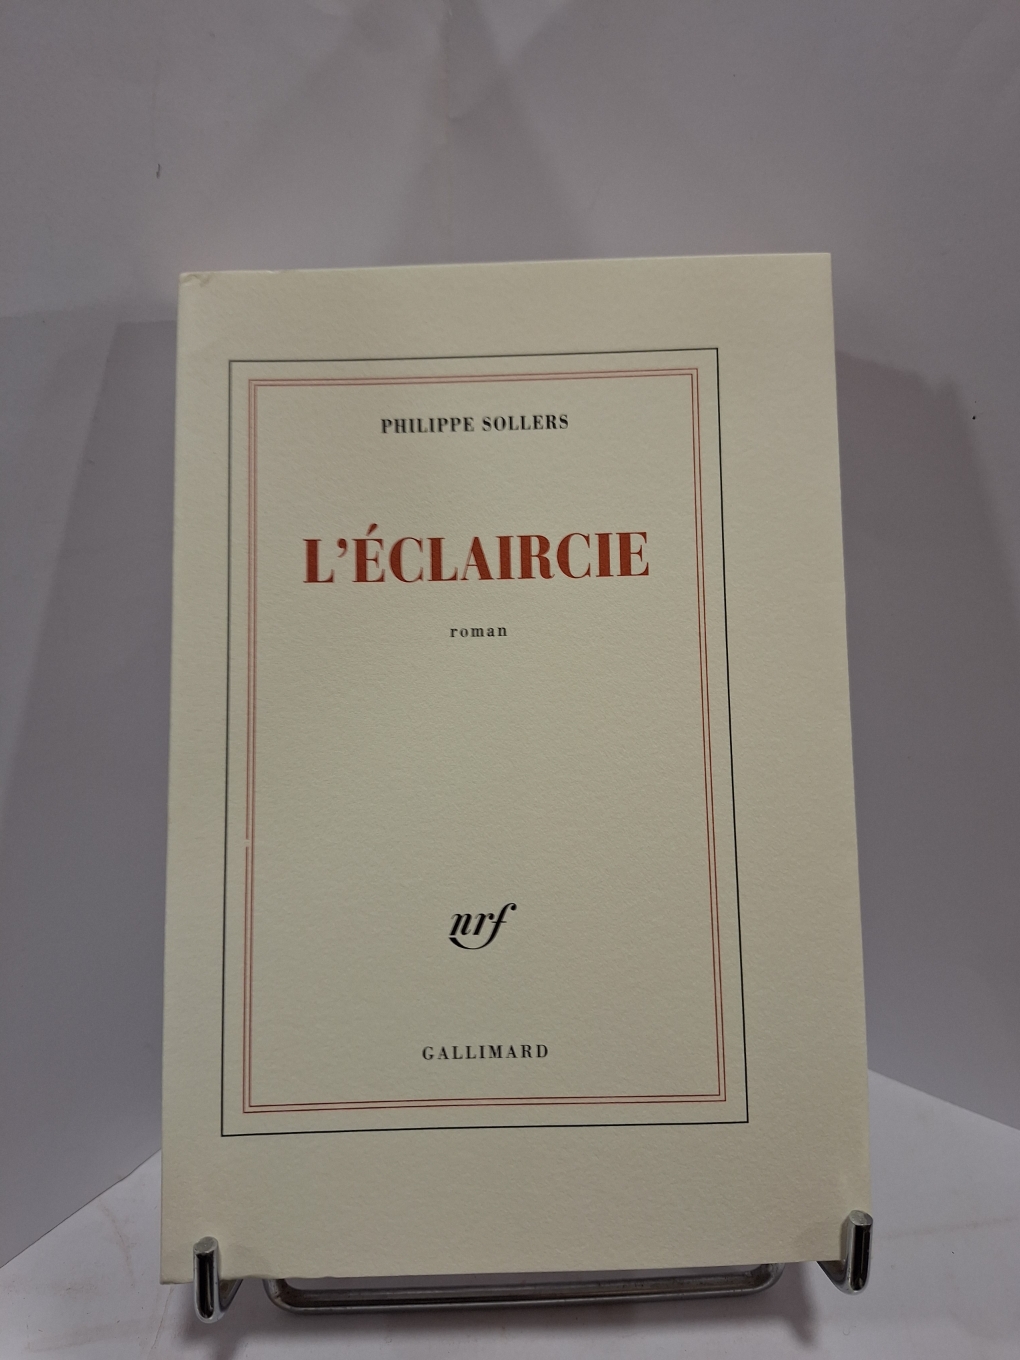 PHILIPPE SOLLERS
L'ÉCLAIRCIE
roman
nrf
GALLIMARD